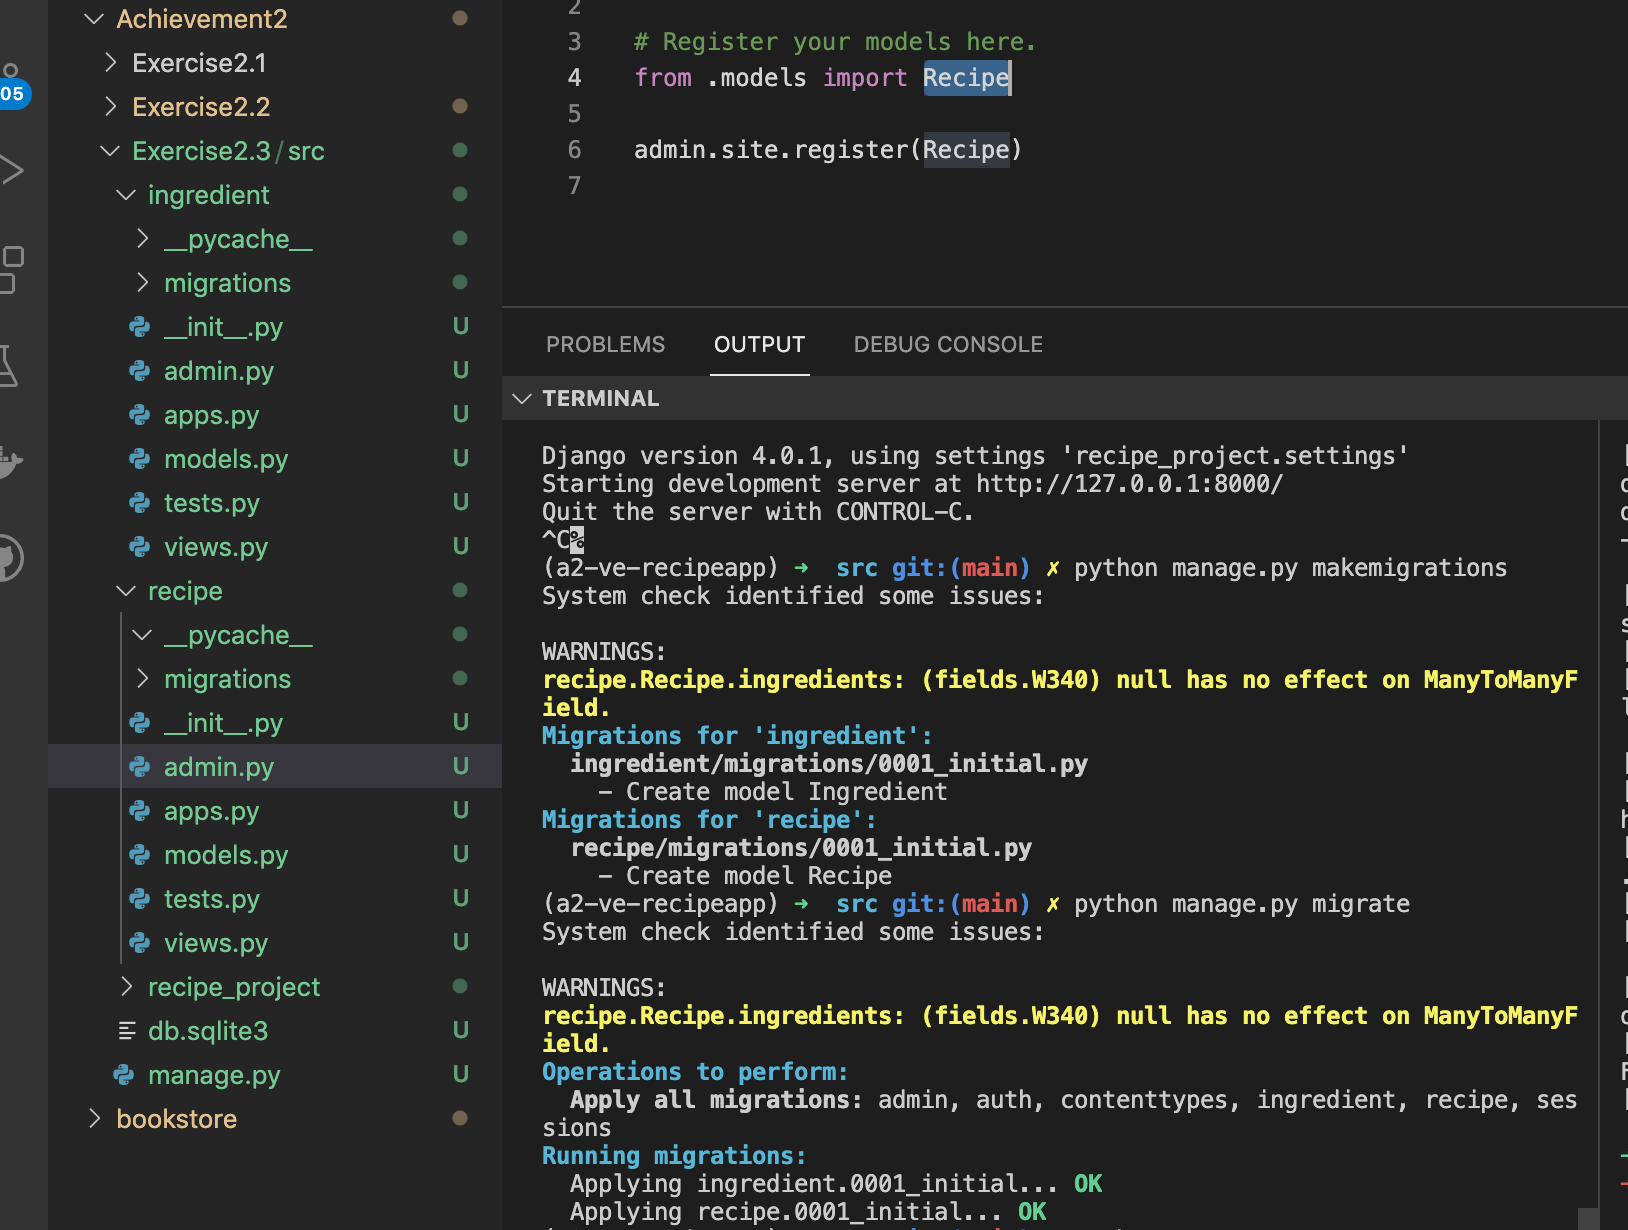 Achievement2
Exercise2.1
05
Exercise2.2
Exercise2.3/src
ingredient
__pycache__
migrations
__init__.py U
admin.py U
apps.py U
models.py U
tests.py U
views.py U
recipe
__pycache__
migrations
__init__.py U
admin.py U
apps.py U
models.py U
tests.py U
views.py U
recipe_project
db.sqlite3 U
manage.py U
bookstore
2
3 # Register your models here.
4 from .models import Recipe
5
6 admin.site.register(Recipe)
7
PROBLEMS OUTPUT DEBUG CONSOLE
TERMINAL
Django version 4.0.1, using settings 'recipe_project.settings'
Starting development server at http://127.0.0.1:8000/
Quit the server with CONTROL-C.
^C%
(a2-ve-recipeapp) ➜ src git:(main) ✗ python manage.py makemigrations
System check identified some issues:
WARNINGS:
recipe.Recipe.ingredients: (fields.W340) null has no effect on ManyToManyF
ield.
Migrations for 'ingredient':
ingredient/migrations/0001_initial.py
- Create model Ingredient
Migrations for 'recipe':
recipe/migrations/0001_initial.py
- Create model Recipe
(a2-ve-recipeapp) ➜ src git:(main) ✗ python manage.py migrate
System check identified some issues:
WARNINGS:
recipe.Recipe.ingredients: (fields.W340) null has no effect on ManyToManyF
ield.
Operations to perform:
Apply all migrations: admin, auth, contenttypes, ingredient, recipe, ses
sions
Running migrations:
Applying ingredient.0001_initial... OK
Applying recipe.0001_initial... OK